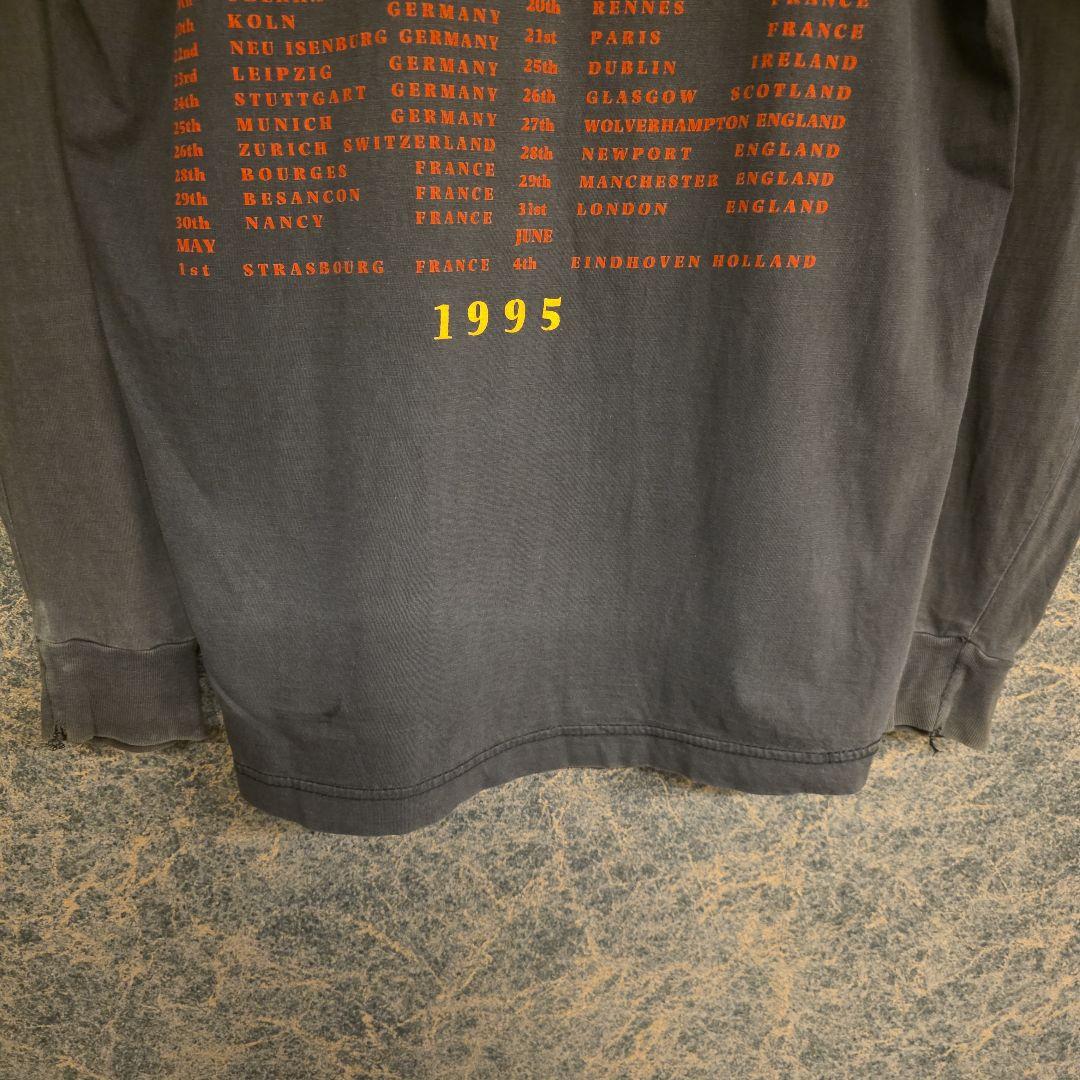 KOLN GERMANY
22nd NEU ISENBURG GERMANY
23rd LEIPZIG GERMANY
24th STUTTGART GERMANY
25th MUNICH GERMANY
26th ZURICH SWITZERLAND
28th BOURGES FRANCE
29th BESANCON FRANCE
30th NANCY FRANCE
MAY
1st STRASBOURG FRANCE
20th RENNES FRANCE
21st PARIS FRANCE
25th DUBLIN IRELAND
26th GLASGOW SCOTLAND
27th WOLVERHAMPTON ENGLAND
28th NEWPORT ENGLAND
29th MANCHESTER ENGLAND
31st LONDON ENGLAND
JUNE
4th EINDHOVEN HOLLAND
1995